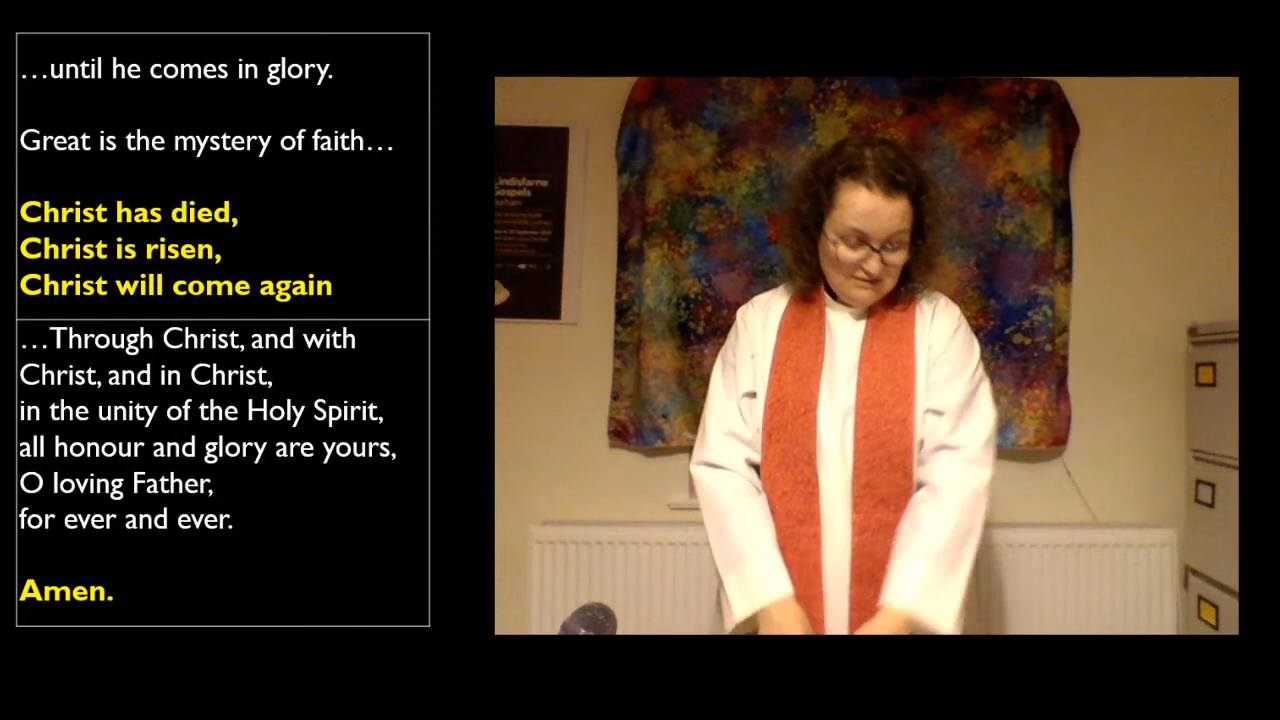 …until he comes in glory.
Great is the mystery of faith…
Christ has died,
Christ is risen,
Christ will come again
…Through Christ, and with
Christ, and in Christ,
in the unity of the Holy Spirit,
all honour and glory are yours,
O loving Father,
for ever and ever.
Amen.
Lindisfarne
Gospels